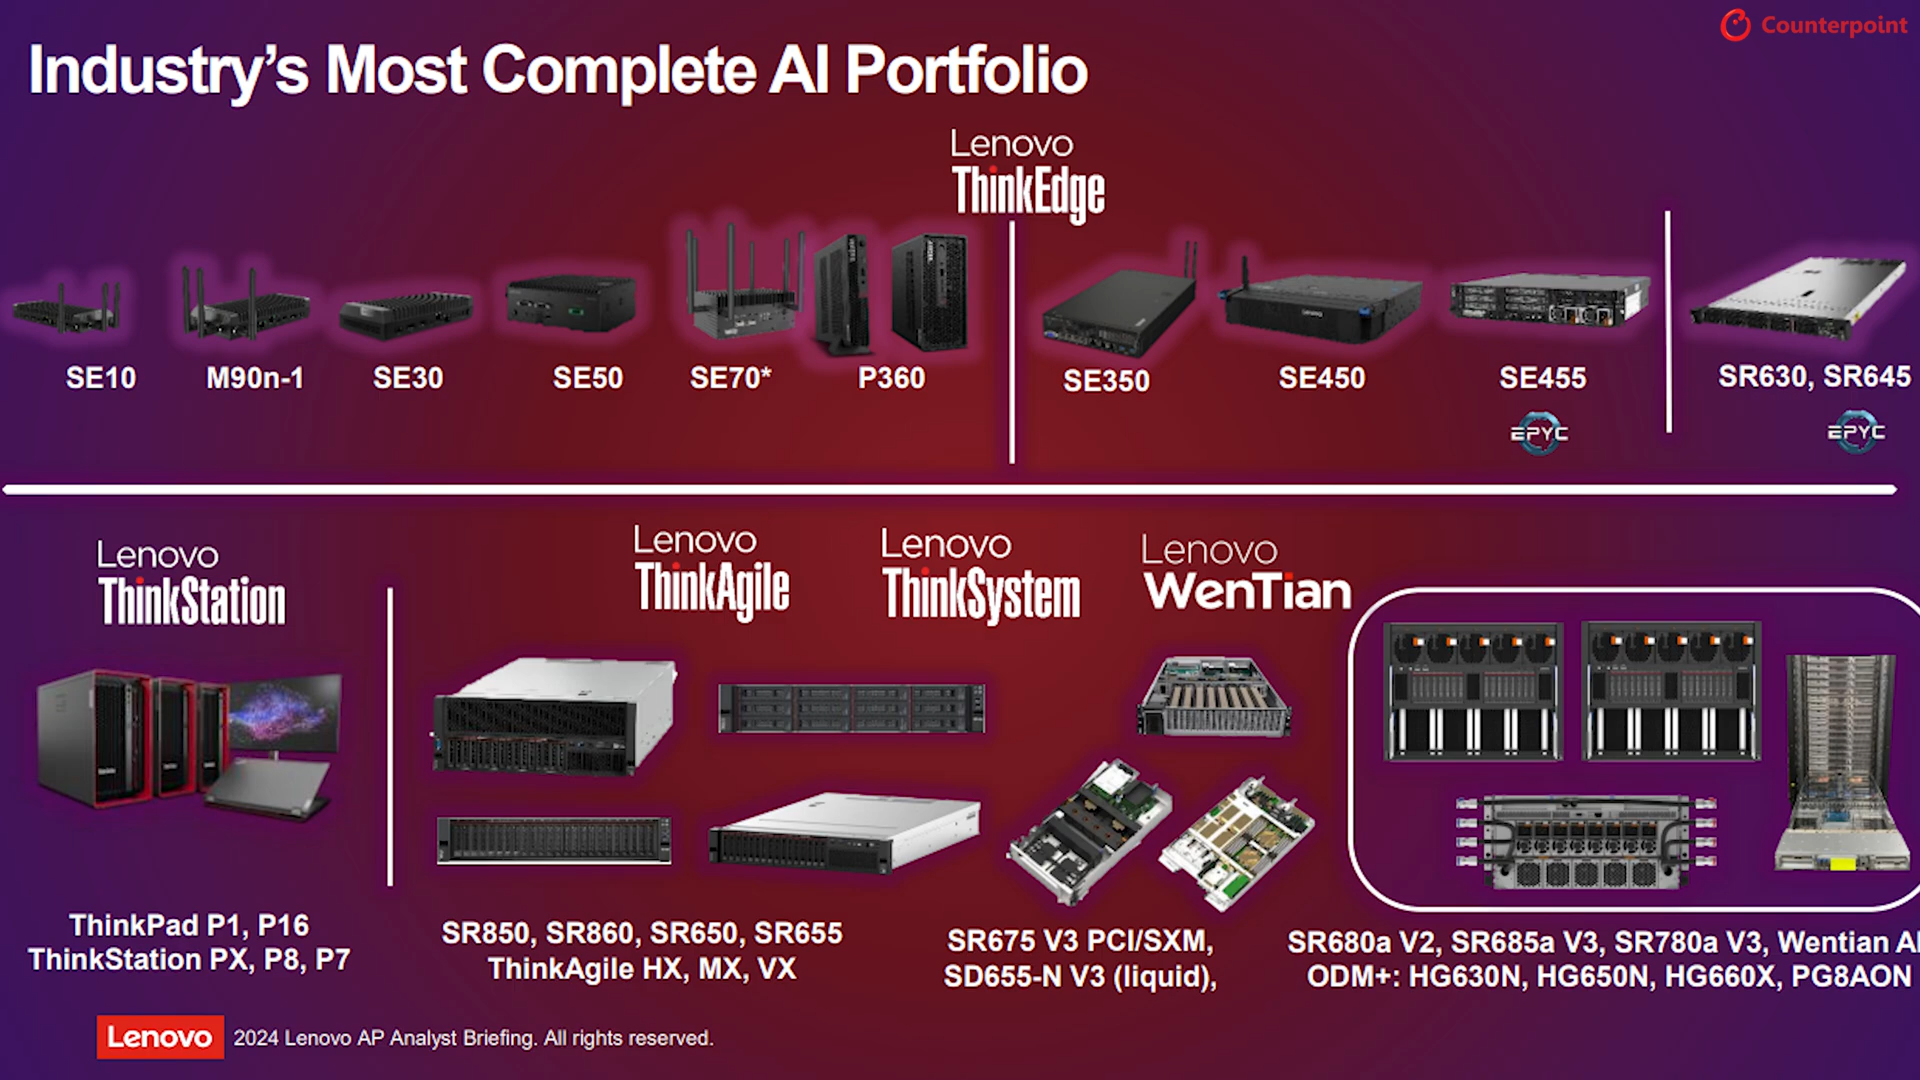 Counterpoint
Industry's Most Complete AI Portfolio
Lenovo
ThinkEdge
SE10
M90n-1
SE30
SE50
SE70*
P360
SE350
SE450
SE455
SR630, SR645
EPYC
EPYC
Lenovo
ThinkStation
Lenovo
ThinkAgile
Lenovo
ThinkSystem
Lenovo
WenTian
ThinkPad P1, P16
ThinkStation PX, P8, P7
SR850, SR860, SR650, SR655
ThinkAgile HX, MX, VX
SR675 V3 PCI/SXM,
SD655-N V3 (liquid),
SR680a V2, SR685a V3, SR780a V3, Wentian AI
ODM+: HG630N, HG650N, HG660X, PG8AON
Lenovo
2024 Lenovo AP Analyst Briefing. All rights reserved.